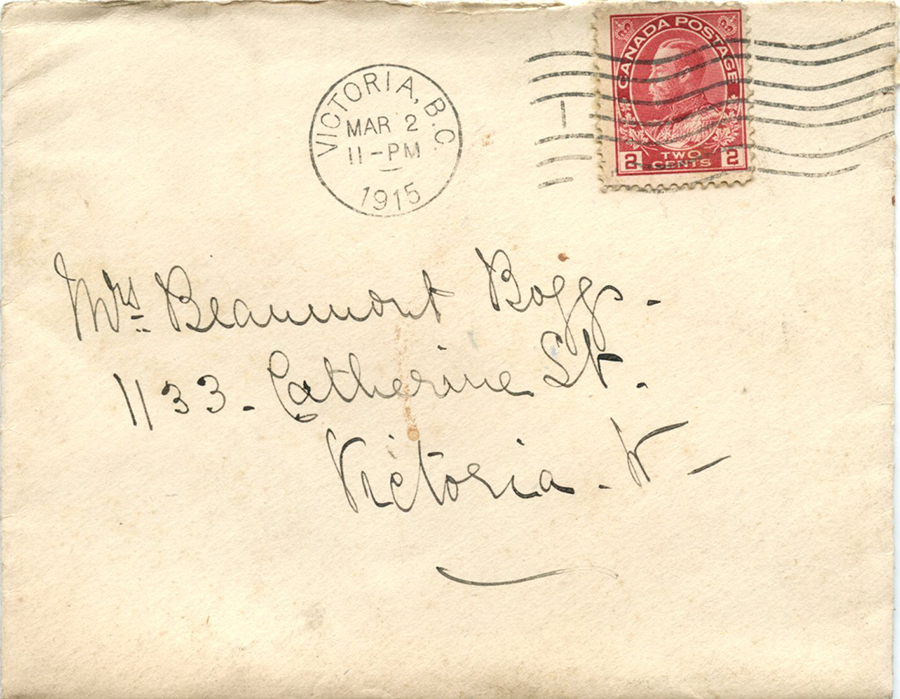 CANADA POSTAGE
2 TWO CENTS 2
VICTORIA, B.C.
MAR 2
11-PM
1915
Mrs Beaumont Boggs.
1133. Catherine St.
Victoria. W—